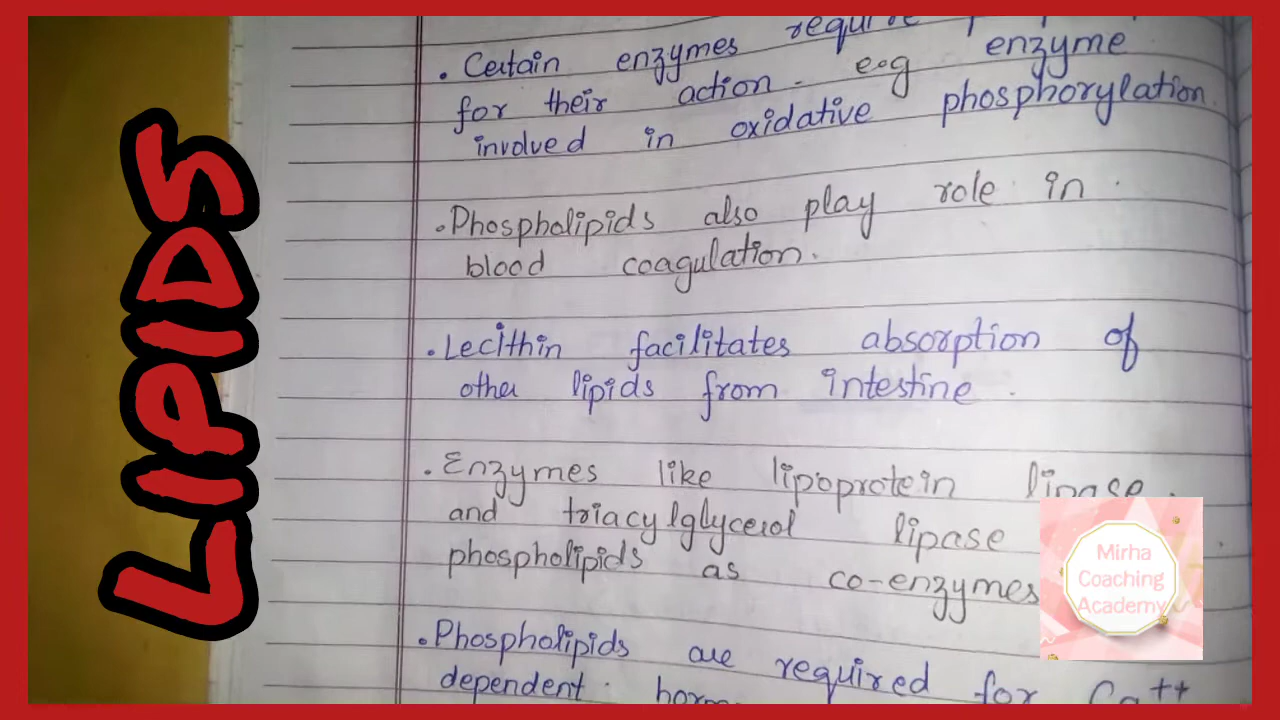 LIPIDS
. Certain enzymes require
for their action. e.g enzyme
involved in oxidative phosphorylation
. Phospholipids also play role in
blood coagulation.
. Lecithin facilitates absorption of
other lipids from intestine.
. Enzymes like lipoprotein lipase
and triacylglycerol lipase
phospholipids as co-enzymes
. Phospholipids are required for Ca++
dependent
Mirha
Coaching
Academy